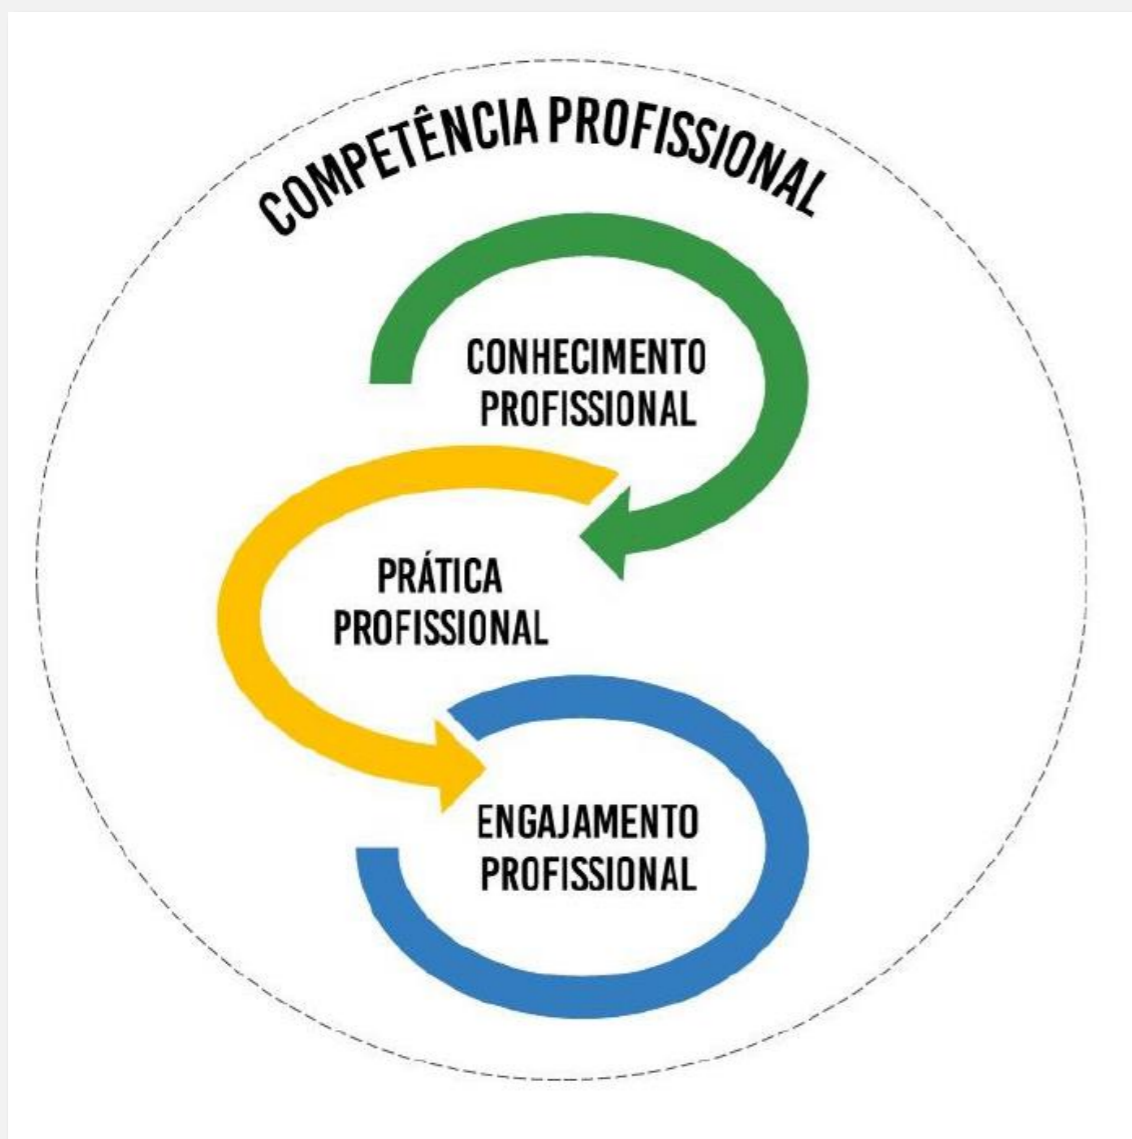 COMPETÊNCIA PROFISSIONAL
CONHECIMENTO
PROFISSIONAL
PRÁTICA
PROFISSIONAL
ENGAJAMENTO
PROFISSIONAL